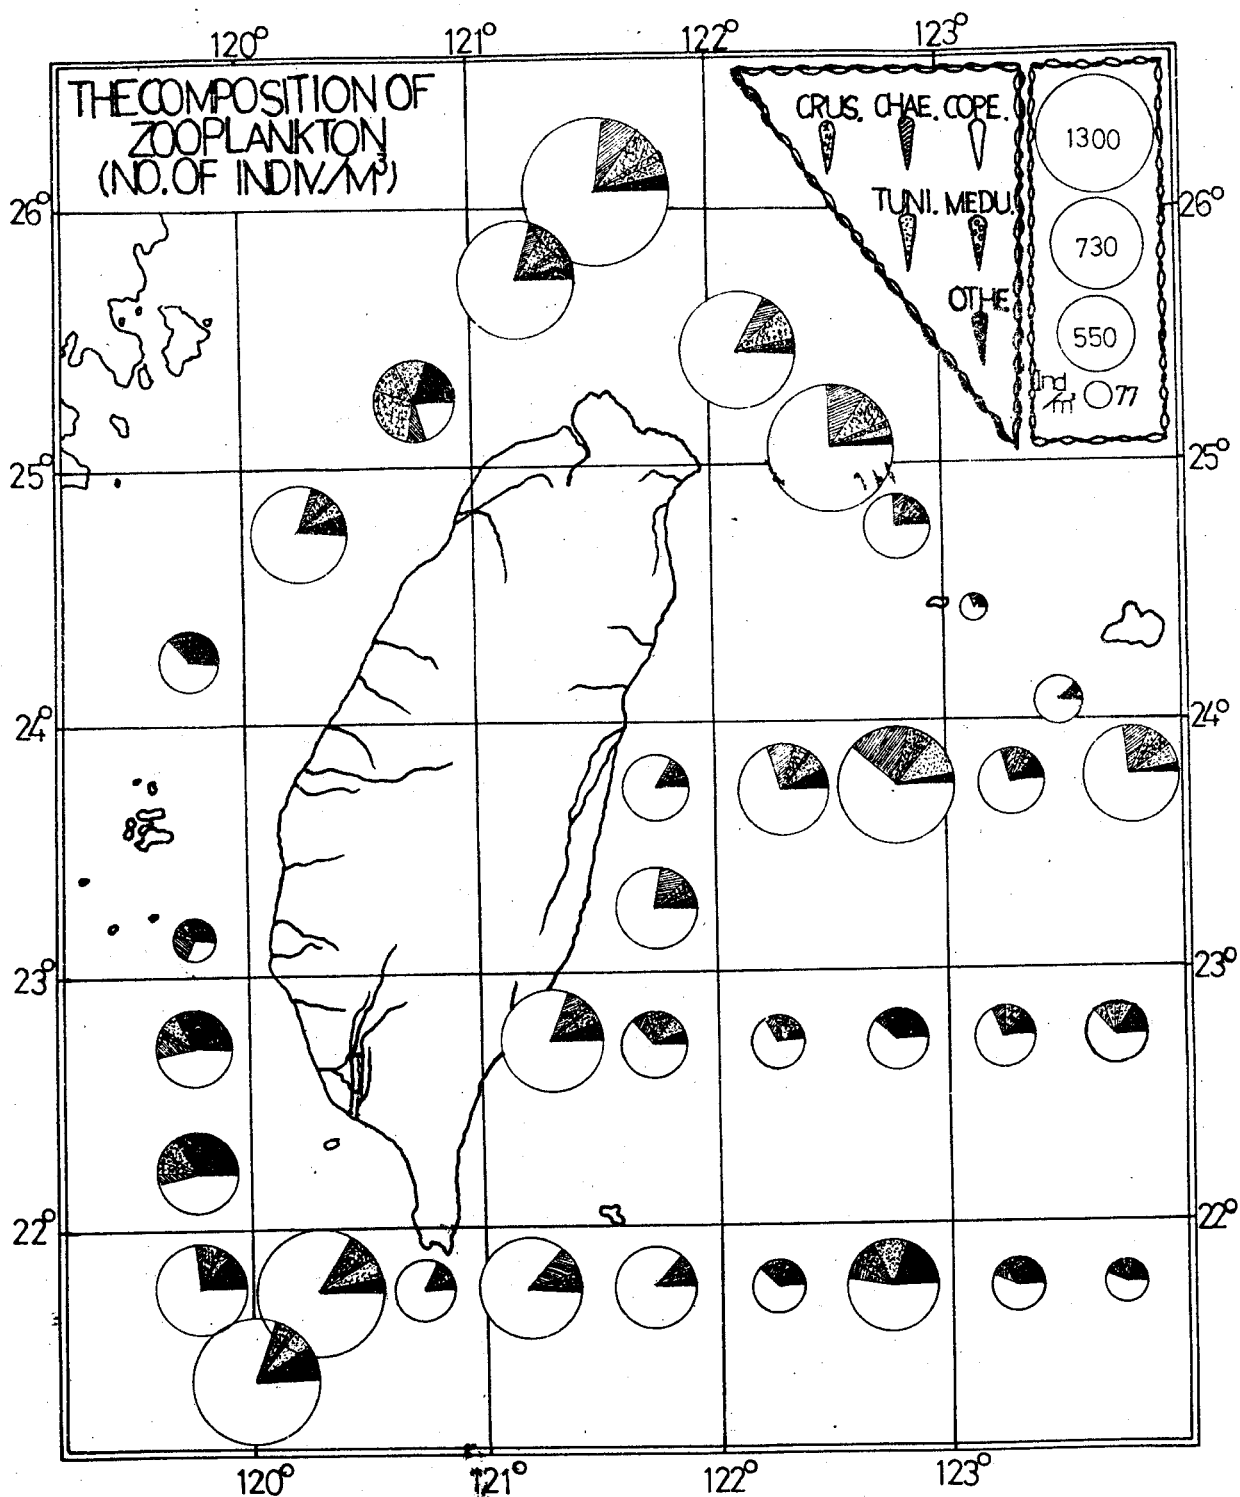 120° 121° 122° 123°
THE COMPOSITION OF
ZOOPLANKTON
(NO. OF INDIV./M³)
CRUS. CHAE. COPE.
TUNI. MEDU.
OTHE.
1300
730
550
Ind/m³ 77
26° 26°
25° 25°
24° 24°
23° 23°
22° 22°
120° 121° 122° 123°